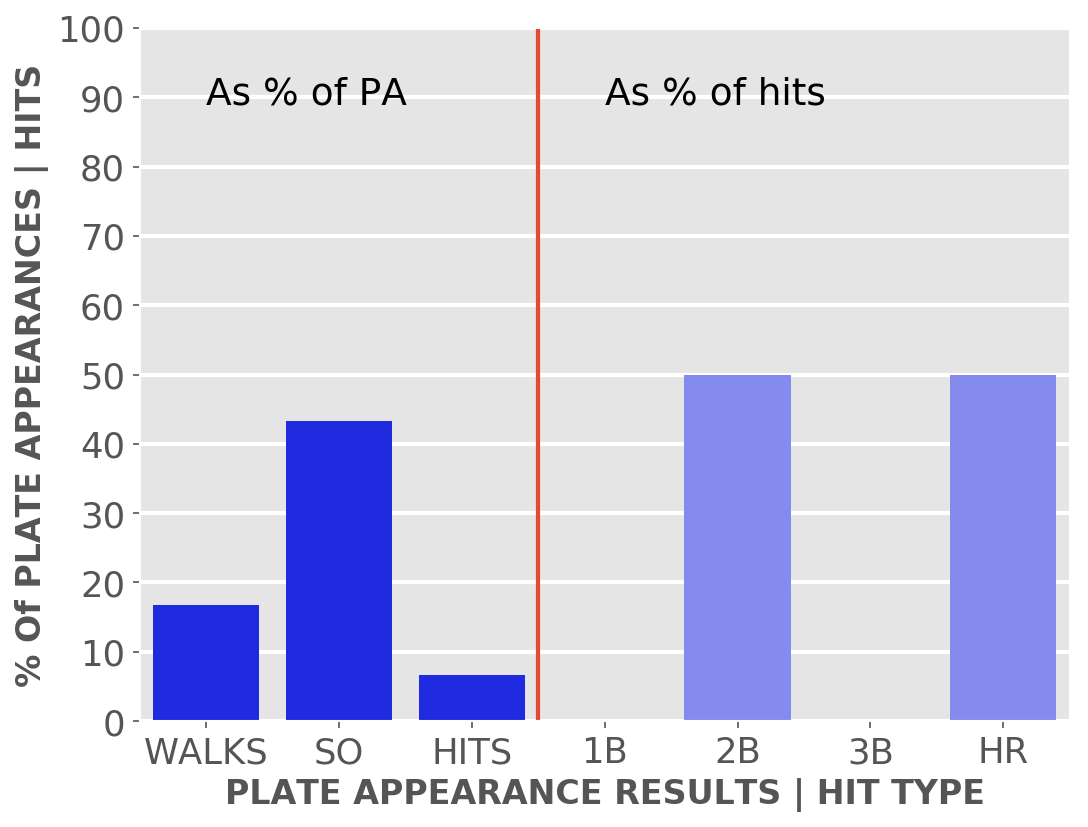 As % of PA
As % of hits
% Of PLATE APPEARANCES | HITS
100
90
80
70
60
50
40
30
20
10
0
WALKS SO HITS 1B 2B 3B HR
PLATE APPEARANCE RESULTS | HIT TYPE